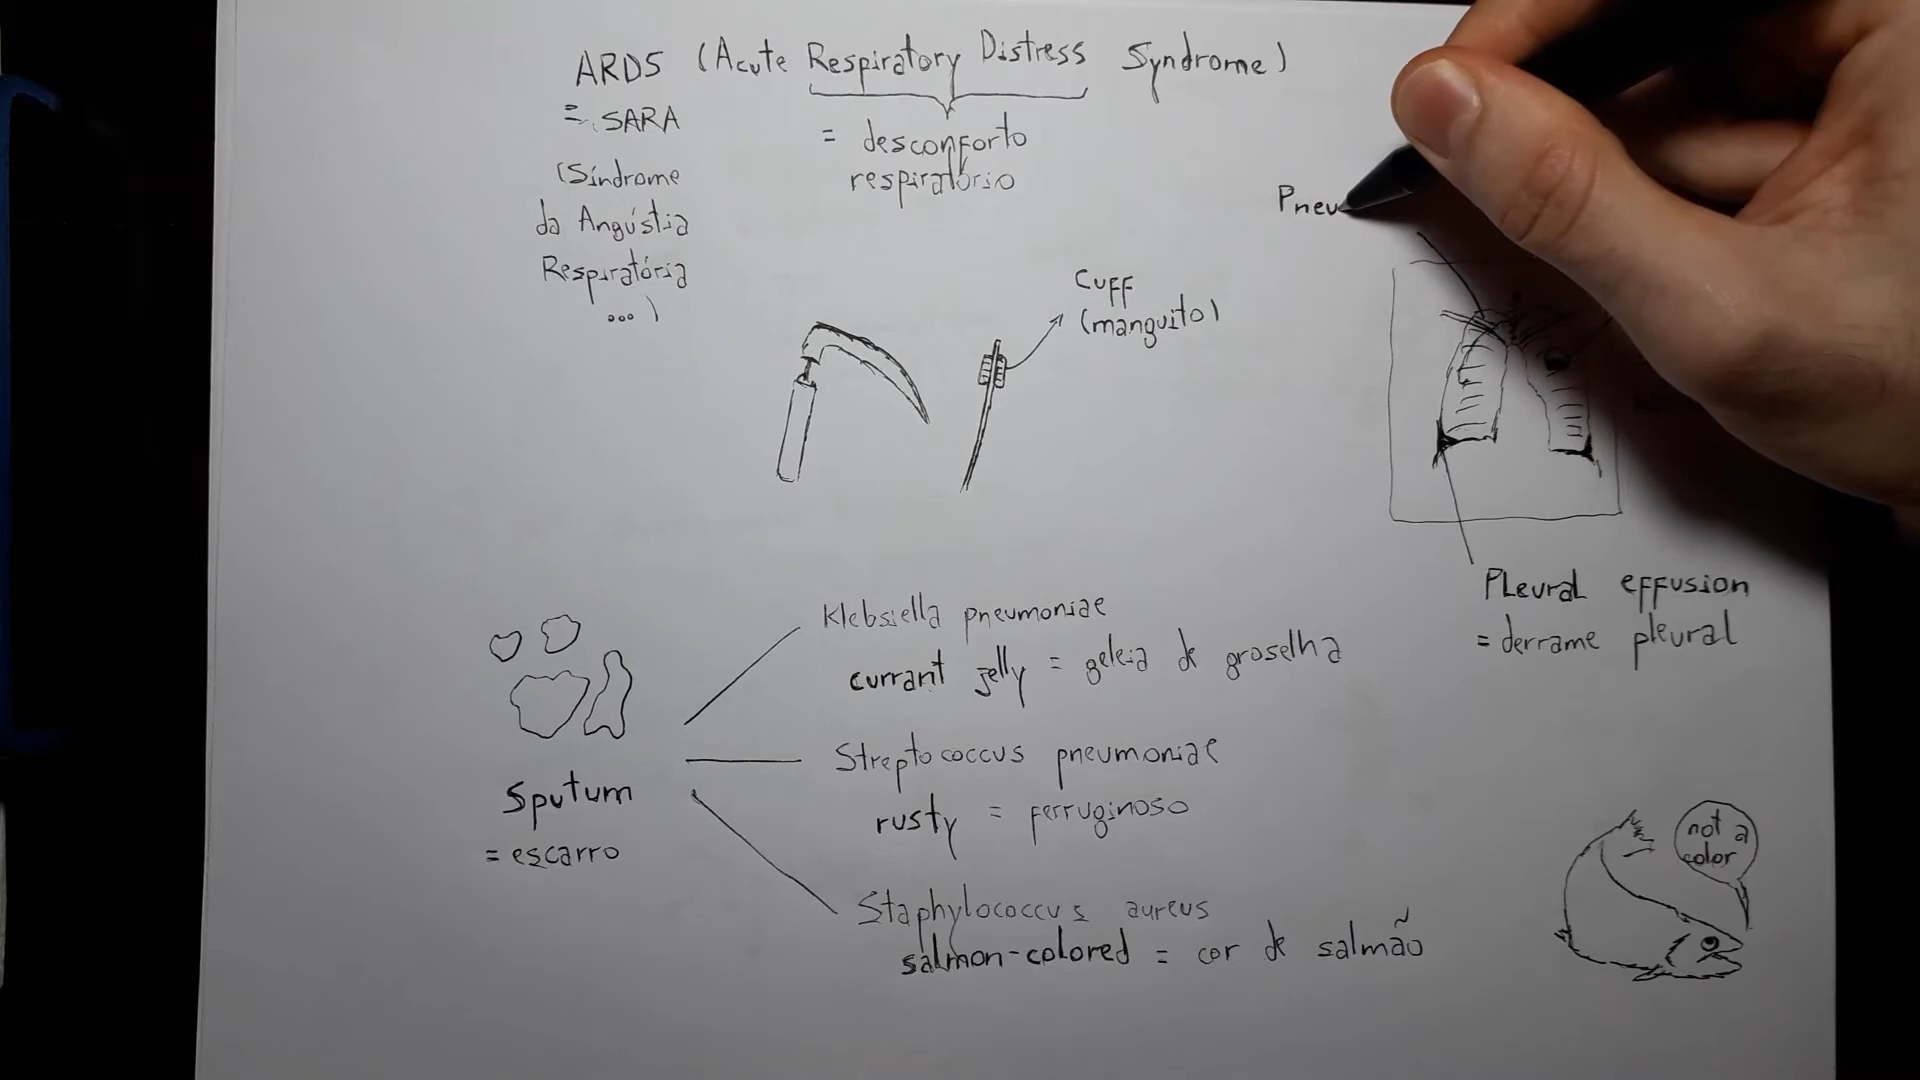 ARDS (Acute Respiratory Distress Syndrome)
= SARA
(Síndrome
da Angústia
Respiratória
...)
= desconforto
respiratório
Pneu
Cuff
(manguito)
Pleural effusion
= derrame pleural
Sputum
= escarro
Klebsiella pneumoniae
currant jelly = geleia de groselha
Streptococcus pneumoniae
rusty = ferruginoso
Staphylococcus aureus
salmon-colored = cor de salmão
not a
color